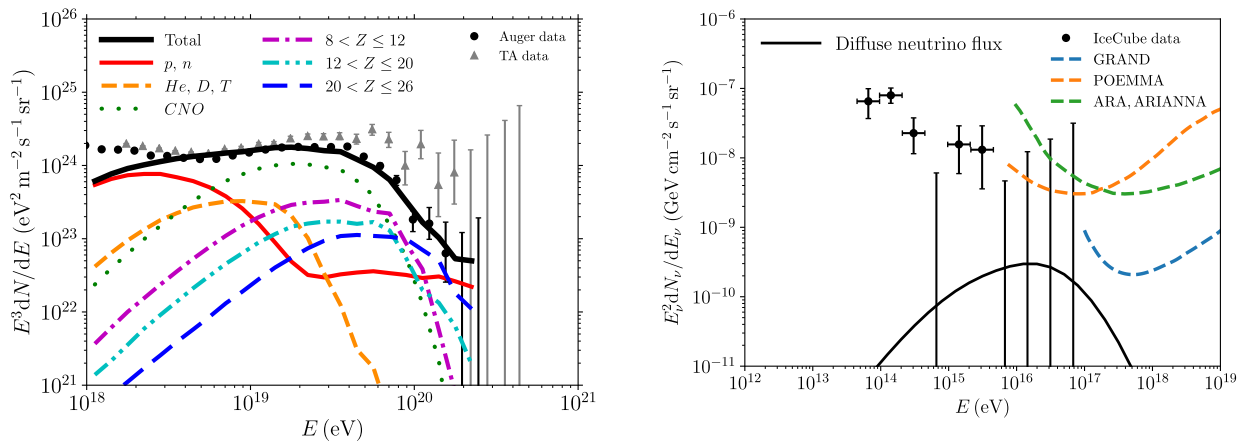 10^26
10^25
10^24
10^23
10^22
10^21
E^3 dN/dE (eV^2 m^−2 s^−1 sr^−1)
Total
p, n
He, D, T
CNO
8 < Z ≤ 12
12 < Z ≤ 20
20 < Z ≤ 26
Auger data
TA data
10^18
10^19
10^20
10^21
E (eV)
10^−6
10^−7
10^−8
10^−9
10^−10
10^−11
E_ν^2 dN_ν/dE_ν (GeV cm^−2 s^−1 sr^−1)
Diffuse neutrino flux
IceCube data
GRAND
POEMMA
ARA, ARIANNA
10^12
10^13
10^14
10^15
10^16
10^17
10^18
10^19
E (eV)